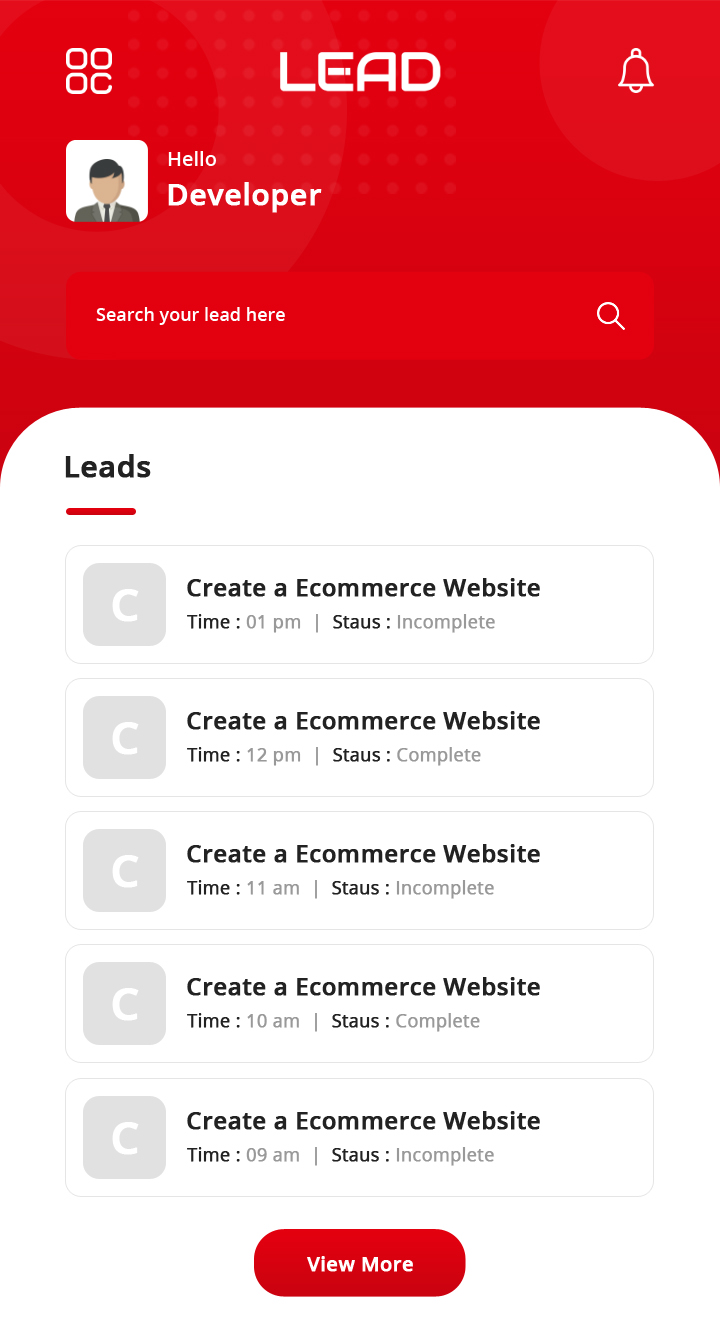 LEAD
Hello
Developer
Search your lead here
Leads
C
Create a Ecommerce Website
Time : 01 pm | Staus : Incomplete
C
Create a Ecommerce Website
Time : 12 pm | Staus : Complete
C
Create a Ecommerce Website
Time : 11 am | Staus : Incomplete
C
Create a Ecommerce Website
Time : 10 am | Staus : Complete
C
Create a Ecommerce Website
Time : 09 am | Staus : Incomplete
View More